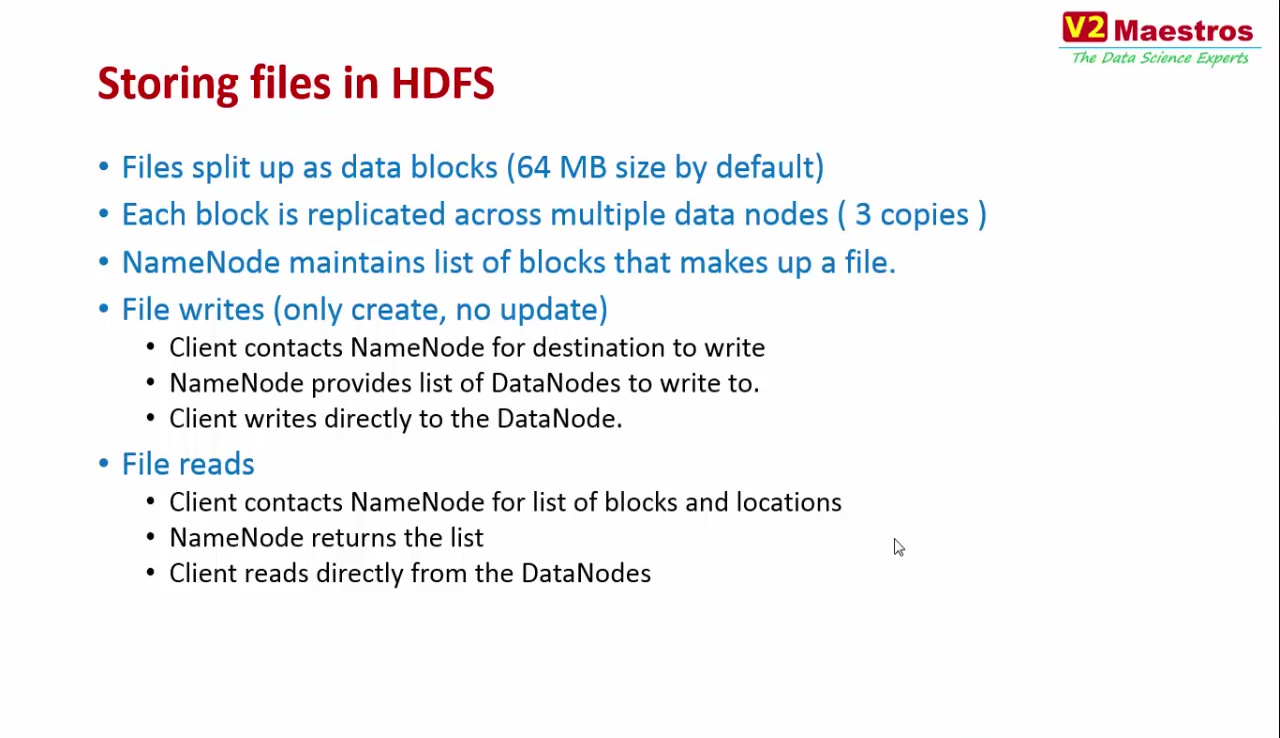 V2 Maestros
The Data Science Experts
Storing files in HDFS
• Files split up as data blocks (64 MB size by default)
• Each block is replicated across multiple data nodes ( 3 copies )
• NameNode maintains list of blocks that makes up a file.
• File writes (only create, no update)
• Client contacts NameNode for destination to write
• NameNode provides list of DataNodes to write to.
• Client writes directly to the DataNode.
• File reads
• Client contacts NameNode for list of blocks and locations
• NameNode returns the list
• Client reads directly from the DataNodes